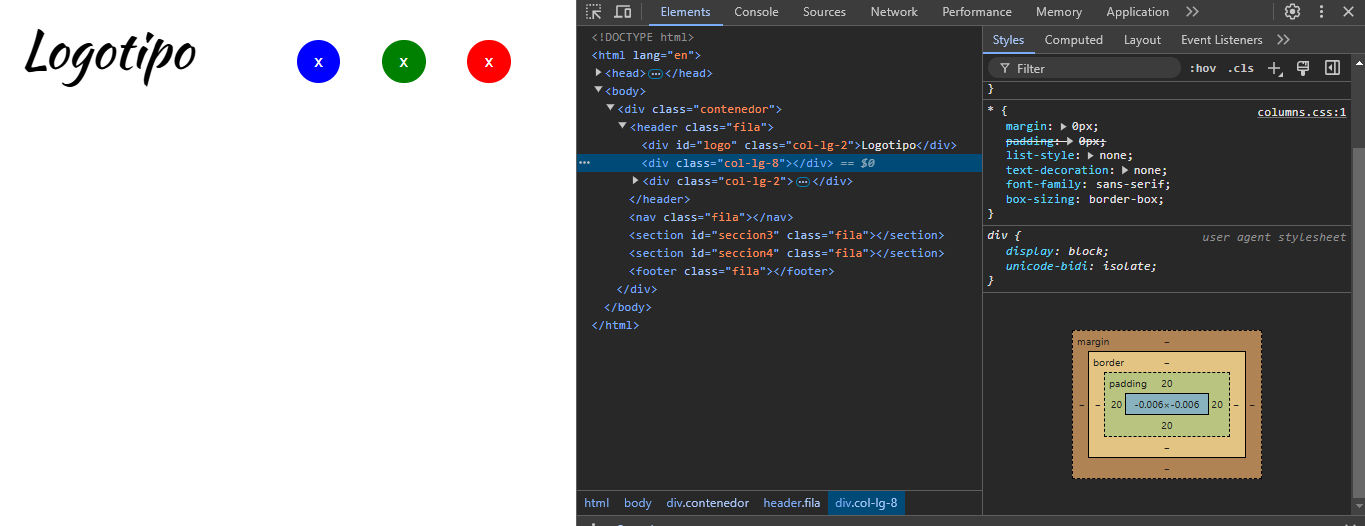 Logotipo
x x x
Elements Console Sources Network Performance Memory Application
<!DOCTYPE html>
<html lang="en">
<head> </head>
<body>
<div class="contenedor">
<header class="fila">
<div id="logo" class="col-lg-2">Logotipo</div>
<div class="col-lg-8"></div> == $0
<div class="col-lg-2"> </div>
</header>
<nav class="fila"></nav>
<section id="seccion3" class="fila"></section>
<section id="seccion4" class="fila"></section>
<footer class="fila"></footer>
</div>
</body>
</html>
html body div.contenedor header.fila div.col-lg-8
Styles Computed Layout Event Listeners
Filter :hov .cls
}
* { columns.css:1
margin: 0px;
padding: 0px;
list-style: none;
text-decoration: none;
font-family: sans-serif;
box-sizing: border-box;
}
div { user agent stylesheet
display: block;
unicode-bidi: isolate;
}
margin –
border –
padding 20
– – 20 -0.006×-0.006 20 – –
20
–
–